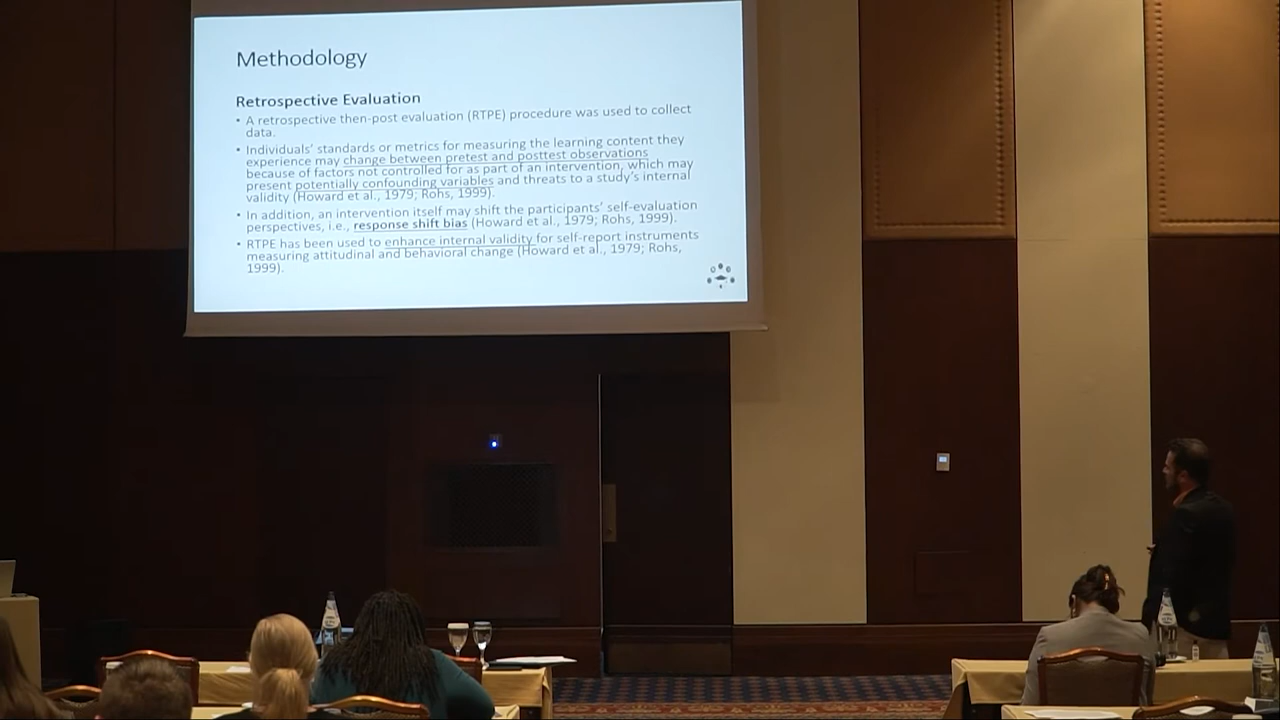 Methodology
Retrospective Evaluation
• A retrospective then-post evaluation (RTPE) procedure was used to collect
data.
• Individuals’ standards or metrics for measuring the learning content they
experience may change between pretest and posttest observations
because of factors not controlled for as part of an intervention, which may
present potentially confounding variables and threats to a study’s internal
validity (Howard et al., 1979; Rohs, 1999).
• In addition, an intervention itself may shift the participants’ self-evaluation
perspectives, i.e., response shift bias (Howard et al., 1979; Rohs, 1999).
• RTPE has been used to enhance internal validity for self-report instruments
measuring attitudinal and behavioral change (Howard et al., 1979; Rohs,
1999).